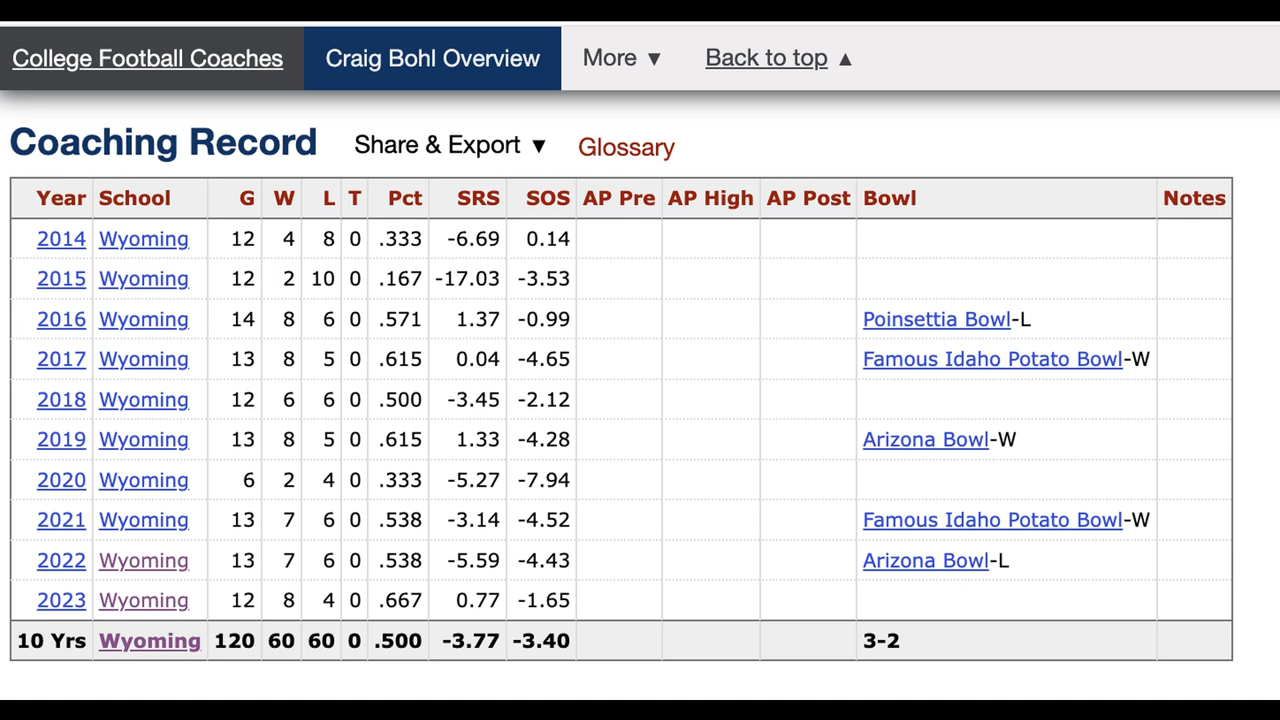 College Football Coaches Craig Bohl Overview More ▼ Back to top ▲
Coaching Record Share & Export ▼ Glossary
Year School G W L T Pct SRS SOS AP Pre AP High AP Post Bowl Notes
2014 Wyoming 12 4 8 0 .333 -6.69 0.14
2015 Wyoming 12 2 10 0 .167 -17.03 -3.53
2016 Wyoming 14 8 6 0 .571 1.37 -0.99 Poinsettia Bowl-L
2017 Wyoming 13 8 5 0 .615 0.04 -4.65 Famous Idaho Potato Bowl-W
2018 Wyoming 12 6 6 0 .500 -3.45 -2.12
2019 Wyoming 13 8 5 0 .615 1.33 -4.28 Arizona Bowl-W
2020 Wyoming 6 2 4 0 .333 -5.27 -7.94
2021 Wyoming 13 7 6 0 .538 -3.14 -4.52 Famous Idaho Potato Bowl-W
2022 Wyoming 13 7 6 0 .538 -5.59 -4.43 Arizona Bowl-L
2023 Wyoming 12 8 4 0 .667 0.77 -1.65
10 Yrs Wyoming 120 60 60 0 .500 -3.77 -3.40 3-2